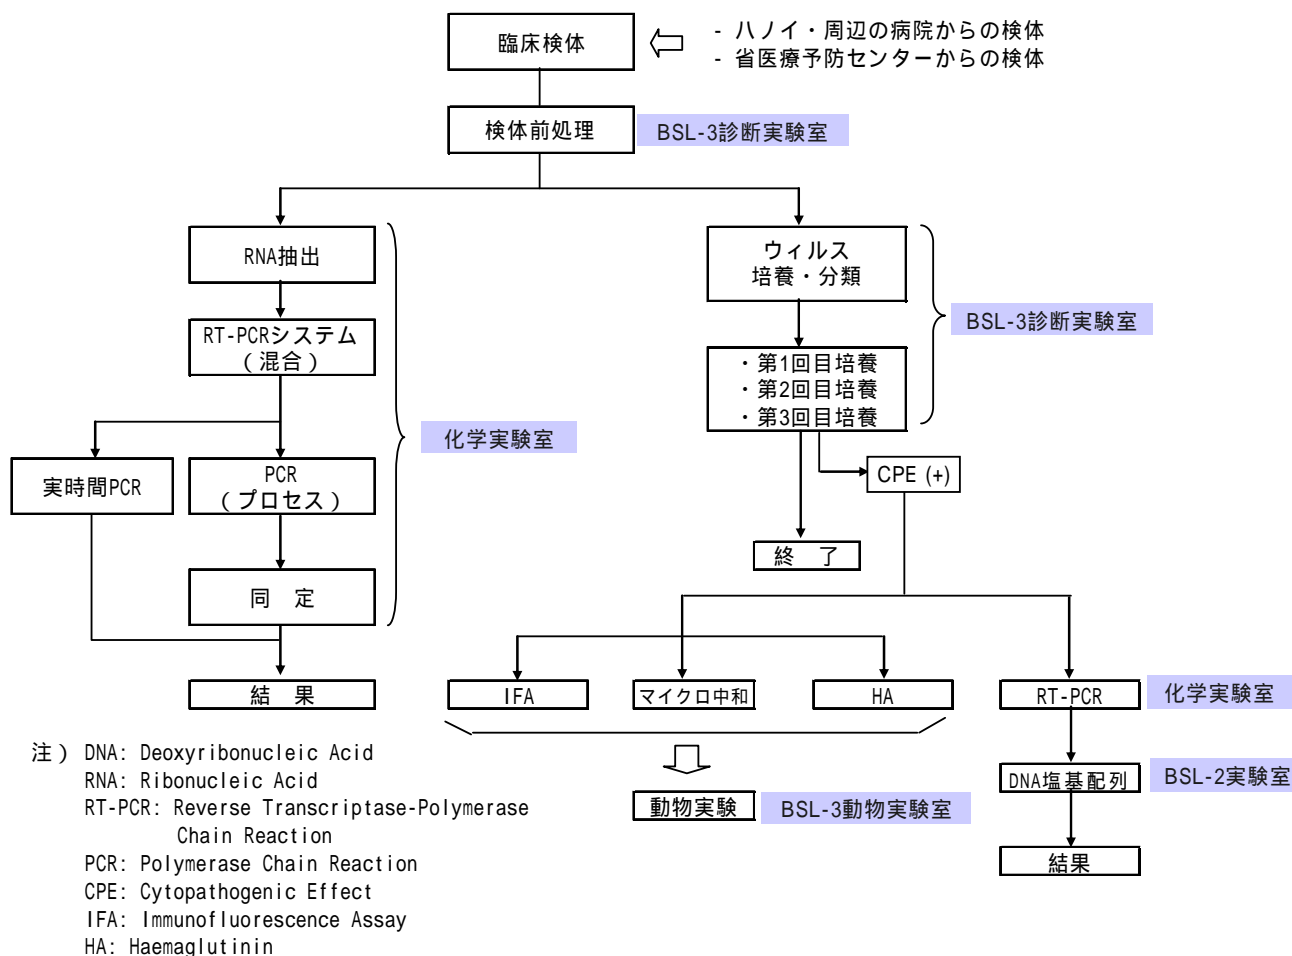 臨床検体
- ハノイ・周辺の病院からの検体
- 省医療予防センターからの検体
検体前処理
BSL-3診断実験室
RNA抽出
RT-PCRシステム
(混合)
実時間PCR
PCR
(プロセス)
同 定
結 果
化学実験室
ウィルス
培養・分類
・第1回目培養
・第2回目培養
・第3回目培養
BSL-3診断実験室
CPE (+)
終 了
IFA
マイクロ中和
HA
RT-PCR
化学実験室
動物実験
BSL-3動物実験室
DNA塩基配列
BSL-2実験室
結果
注) DNA: Deoxyribonucleic Acid
RNA: Ribonucleic Acid
RT-PCR: Reverse Transcriptase-Polymerase
Chain Reaction
PCR: Polymerase Chain Reaction
CPE: Cytopathogenic Effect
IFA: Immunofluorescence Assay
HA: Haemaglutinin